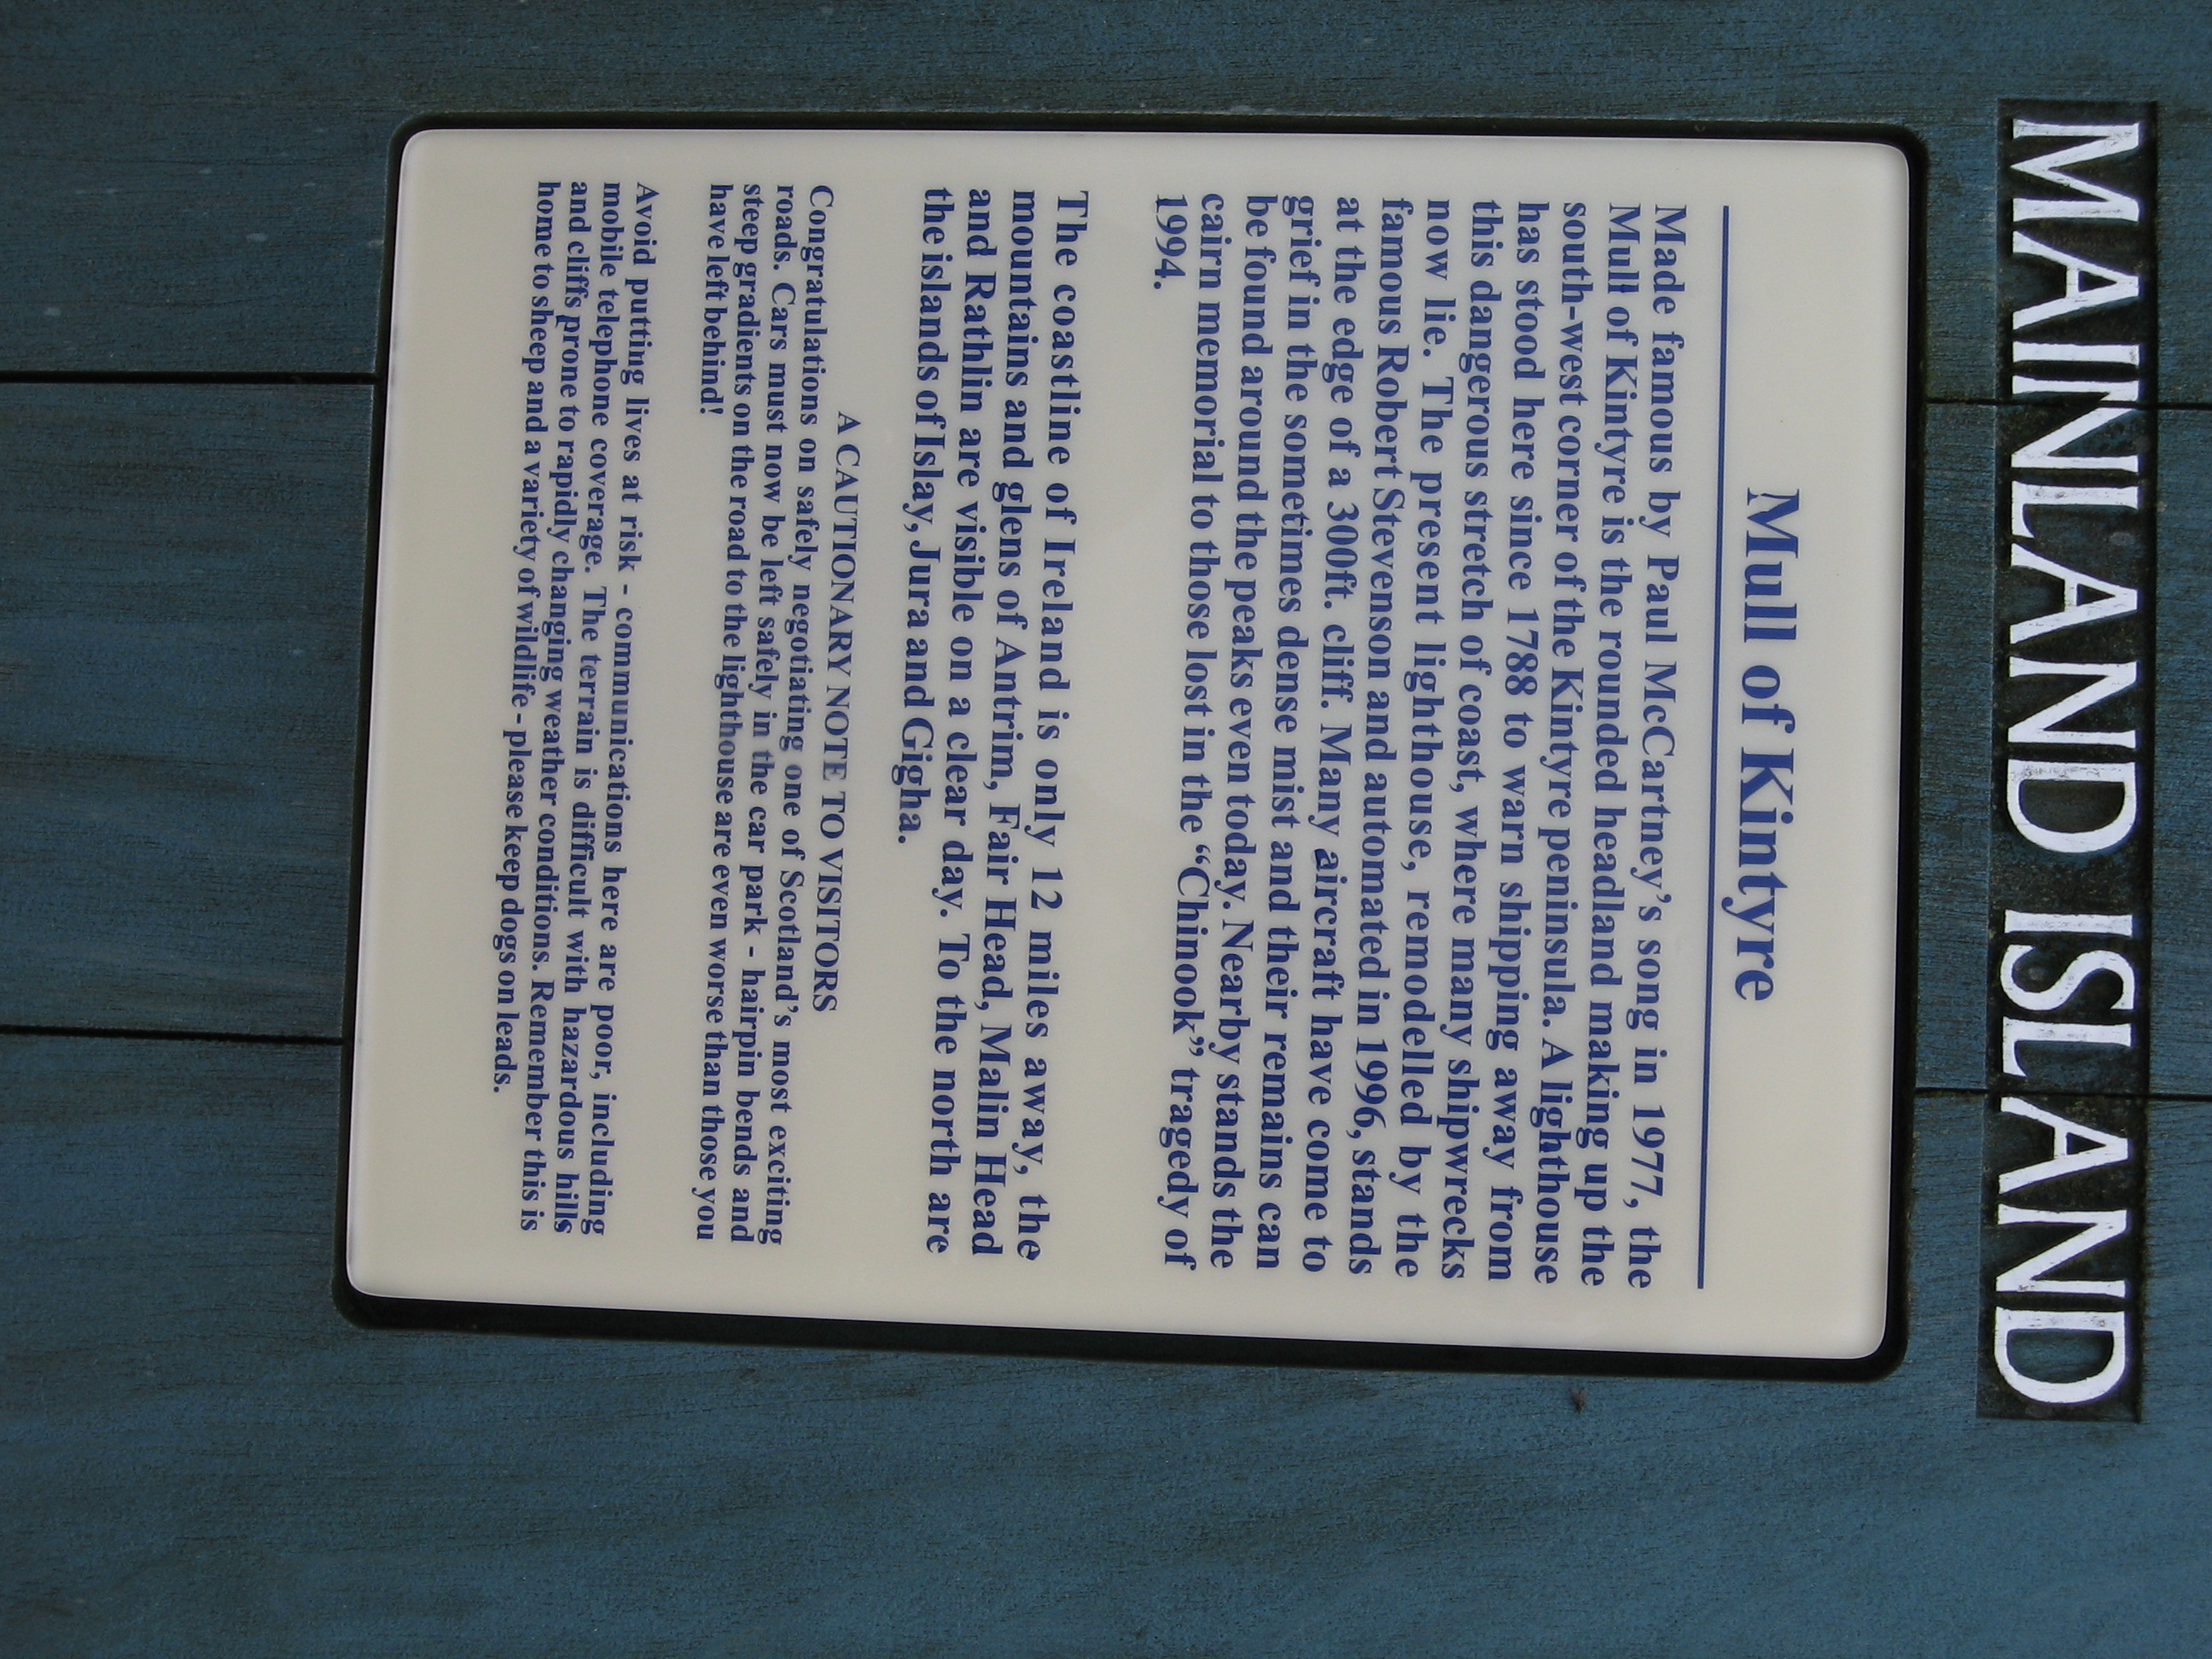 MAINLAND ISLAND
Mull of Kintyre
Made famous by Paul McCartney's song in 1977, the
Mull of Kintyre is the rounded headland making up the
south-west corner of the Kintyre peninsula. A lighthouse
has stood here since 1788 to warn shipping away from
this dangerous stretch of coast, where many shipwrecks
now lie. The present lighthouse, remodelled by the
famous Robert Stevenson and automated in 1996, stands
at the edge of a 300ft. cliff. Many aircraft have come to
grief in the sometimes dense mist and their remains can
be found around the peaks even today. Nearby stands the
cairn memorial to those lost in the “Chinook” tragedy of
1994.
The coastline of Ireland is only 12 miles away, the
mountains and glens of Antrim, Fair Head, Malin Head
and Rathlin are visible on a clear day. To the north are
the islands of Islay, Jura and Gigha.
A CAUTIONARY NOTE TO VISITORS
Congratulations on safely negotiating one of Scotland's most exciting
roads. Cars must now be left safely in the car park - hairpin bends and
steep gradients on the road to the lighthouse are even worse than those you
have left behind!
Avoid putting lives at risk - communications here are poor, including
mobile telephone coverage. The terrain is difficult with hazardous hills
and cliffs prone to rapidly changing weather conditions. Remember this is
home to sheep and a variety of wildlife - please keep dogs on leads.